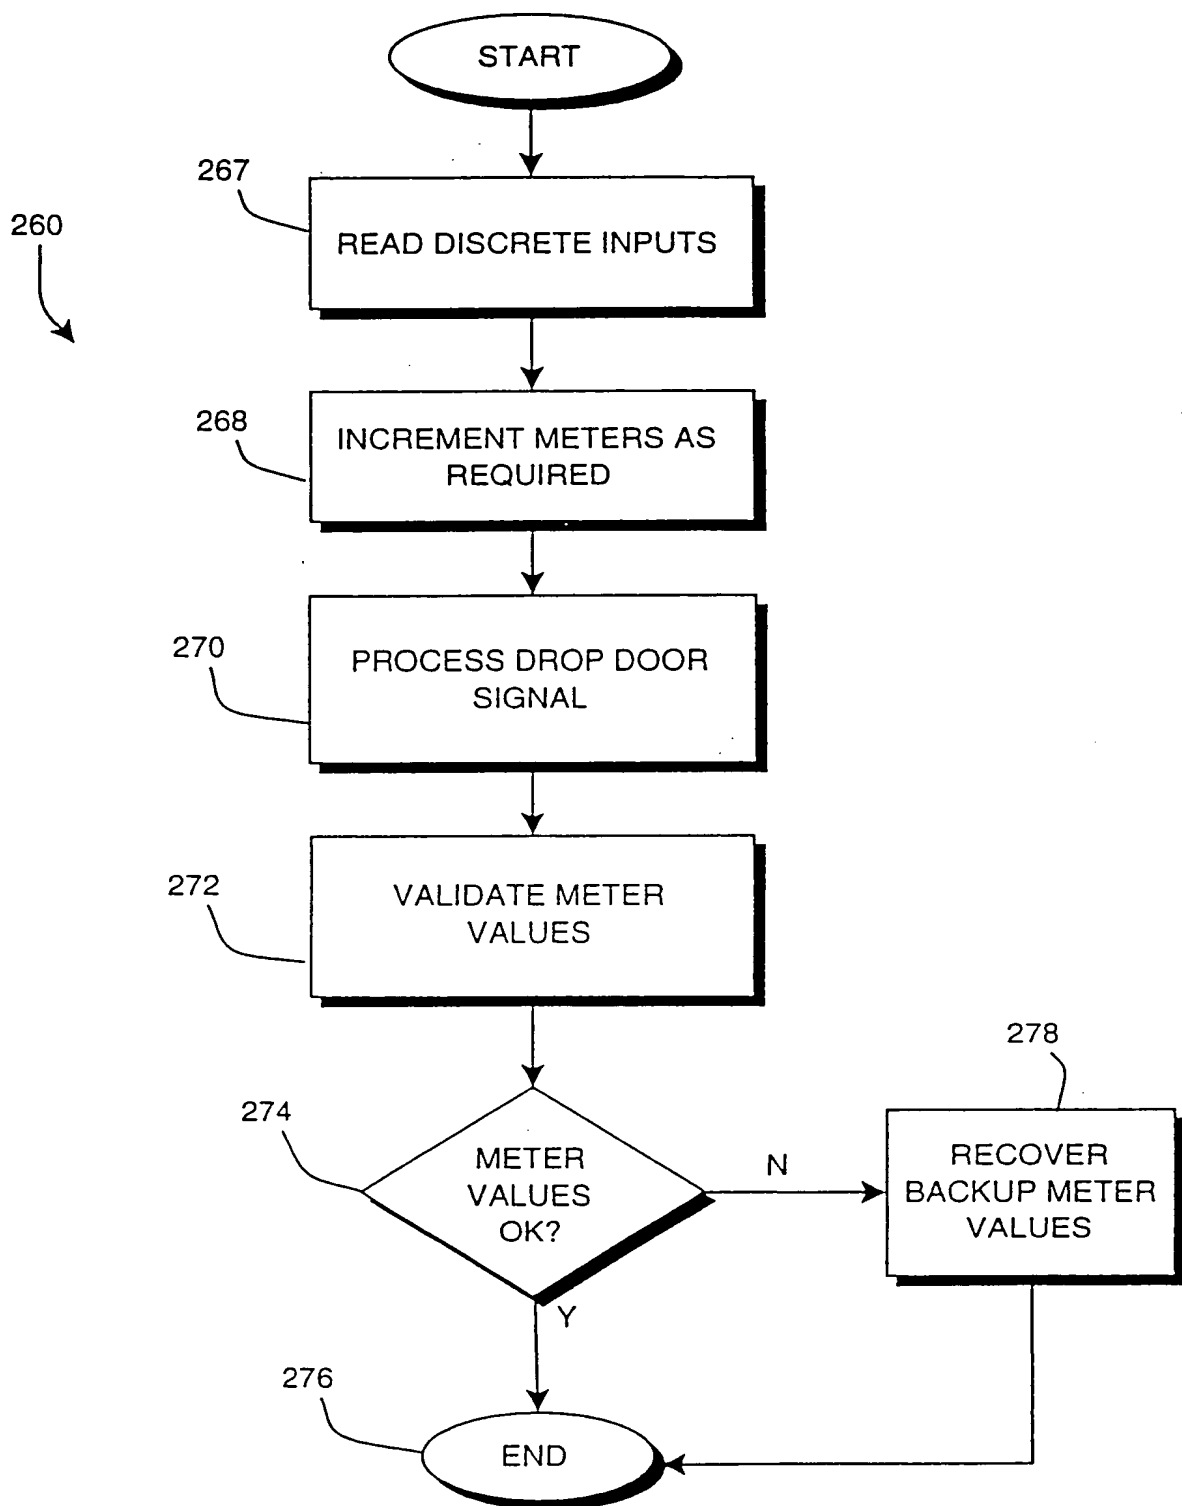 START
267
READ DISCRETE INPUTS
260
268
INCREMENT METERS AS
REQUIRED
270
PROCESS DROP DOOR
SIGNAL
272
VALIDATE METER
VALUES
274
METER
VALUES
OK?
N
278
RECOVER
BACKUP METER
VALUES
Y
276
END